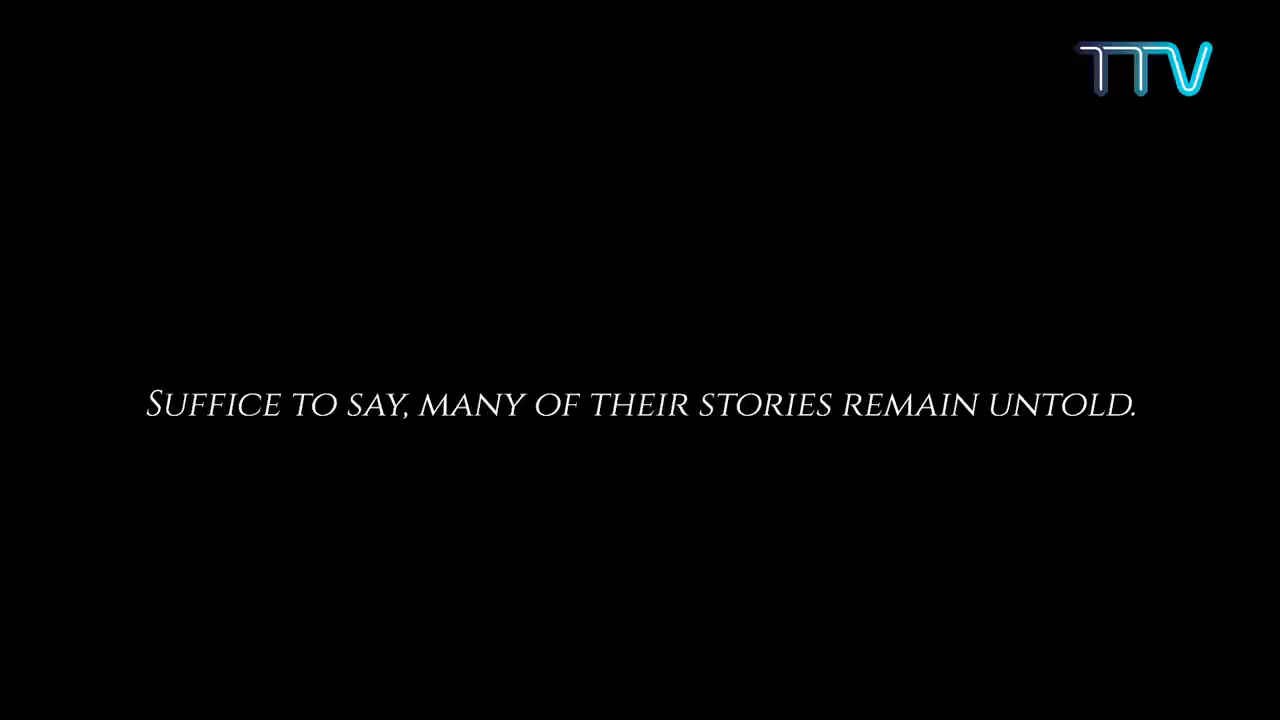 TTV
Suffice to say, many of their stories remain untold.